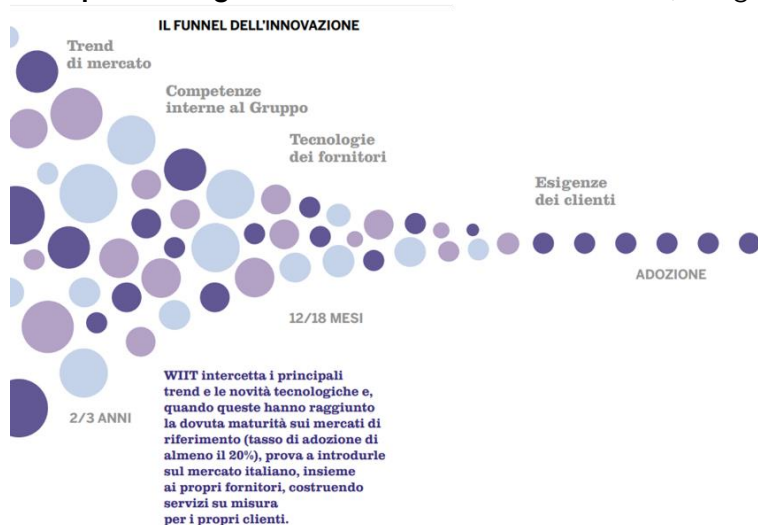 IL FUNNEL DELL'INNOVAZIONE
Trend
di mercato
Competenze
interne al Gruppo
Tecnologie
dei fornitori
Esigenze
dei clienti
ADOZIONE
12/18 MESI
2/3 ANNI
WIIT intercetta i principali
trend e le novità tecnologiche e,
quando queste hanno raggiunto
la dovuta maturità sui mercati di
riferimento (tasso di adozione di
almeno il 20%), prova a introdurle
sul mercato italiano, insieme
ai propri fornitori, costruendo
servizi su misura
per i propri clienti.